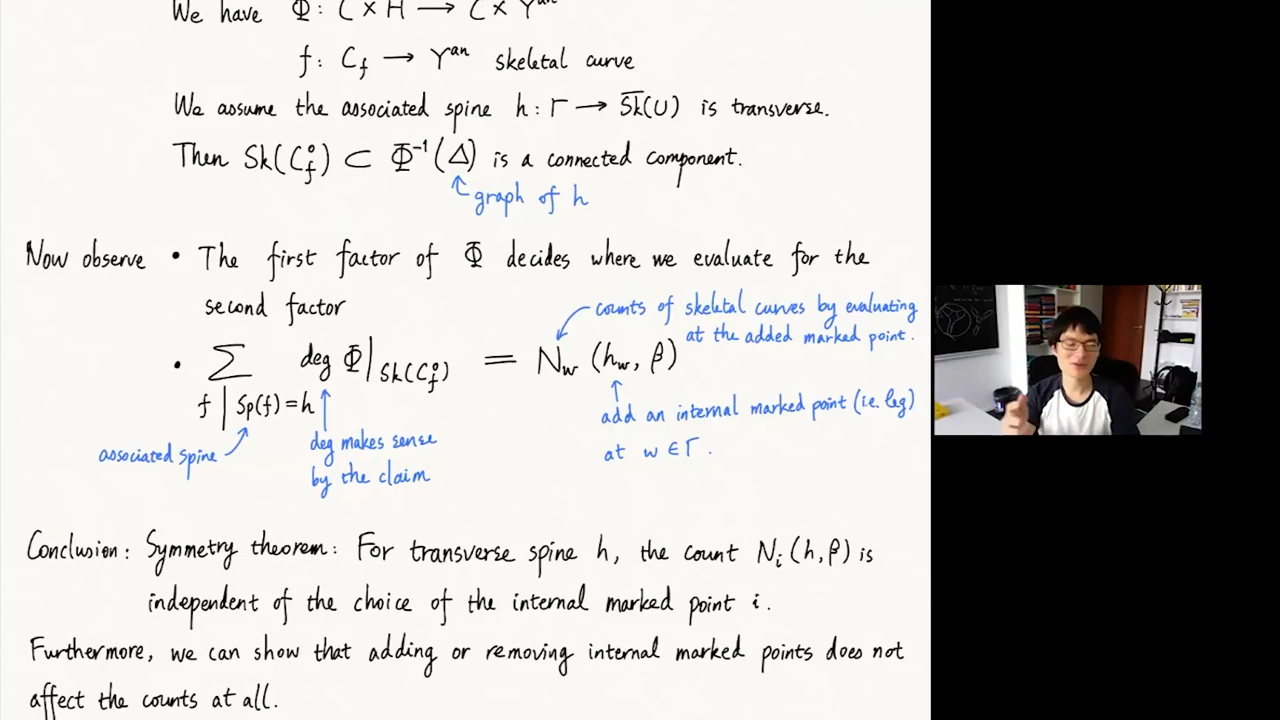 We have Φ: C × H → C × Y^an
f: C_f → Y^an skeletal curve
We assume the associated spine h: Γ → S̅k̅(U) is transverse.
Then Sk(C_f°) ⊂ Φ⁻¹(Δ) is a connected component.
graph of h
Now observe • The first factor of Φ decides where we evaluate for the
second factor
counts of skeletal curves by evaluating
at the added marked point.
• ∑_{f | Sp(f)=h} deg Φ|_{Sk(C_f°)} = N_w (h_w, β)
add an internal marked point (i.e. leg)
at w ∈ Γ.
associated spine
deg makes sense
by the claim
Conclusion: Symmetry theorem: For transverse spine h, the count N_i (h, β) is
independent of the choice of the internal marked point i.
Furthermore, we can show that adding or removing internal marked points does not
affect the counts at all.